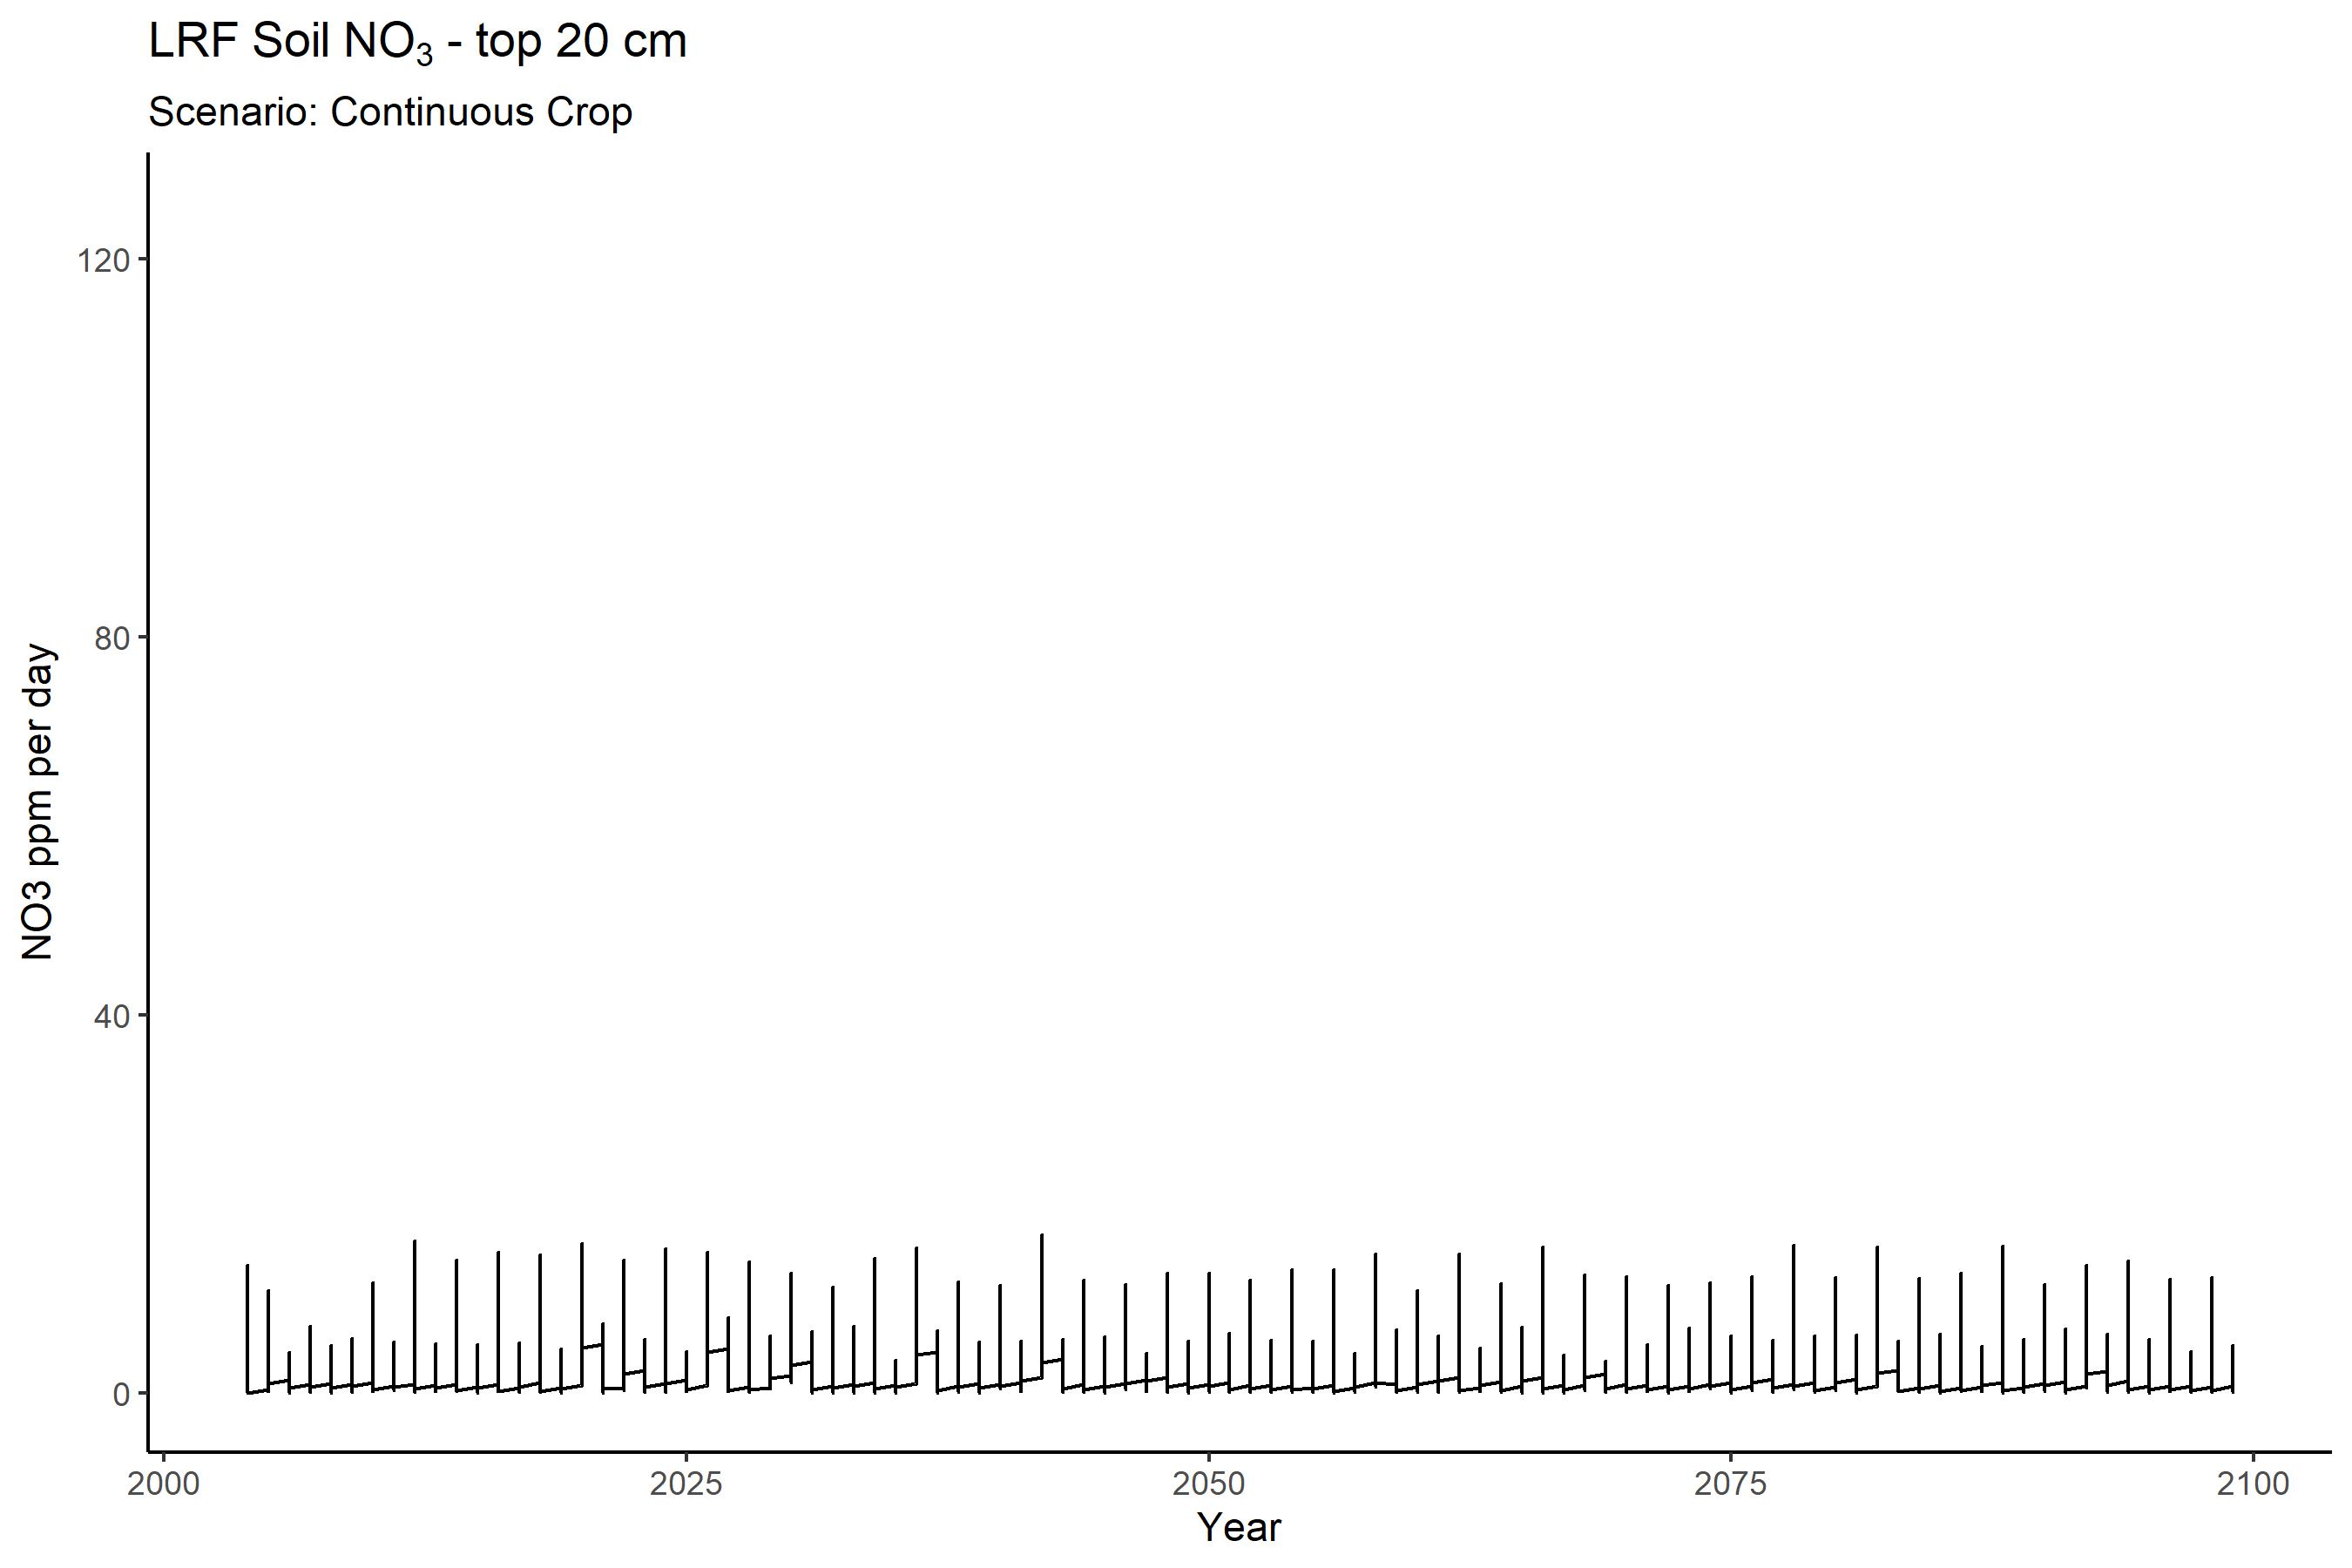 LRF Soil NO₃ - top 20 cm
Scenario: Continuous Crop
NO3 ppm per day
120
80
40
0
2000 2025 2050 2075 2100
Year